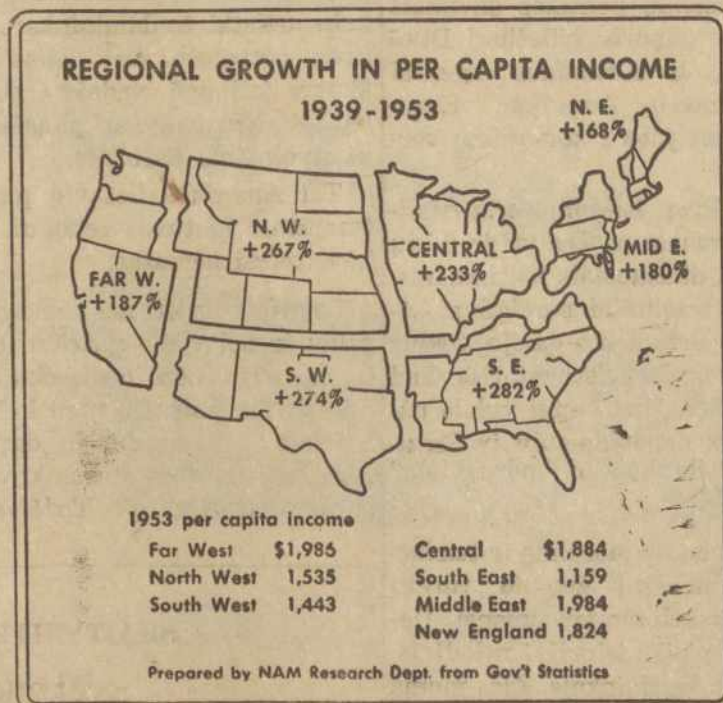 REGIONAL GROWTH IN PER CAPITA INCOME
1939-1953
N. E.
+168%
N. W.
+267%
CENTRAL
+233%
MID E.
+180%
FAR W.
+187%
S. W.
+274%
S. E.
+282%
1953 per capita income
Far West $1,986
North West 1,535
South West 1,443
Central $1,884
South East 1,159
Middle East 1,984
New England 1,824
Prepared by NAM Research Dept. from Gov't Statistics